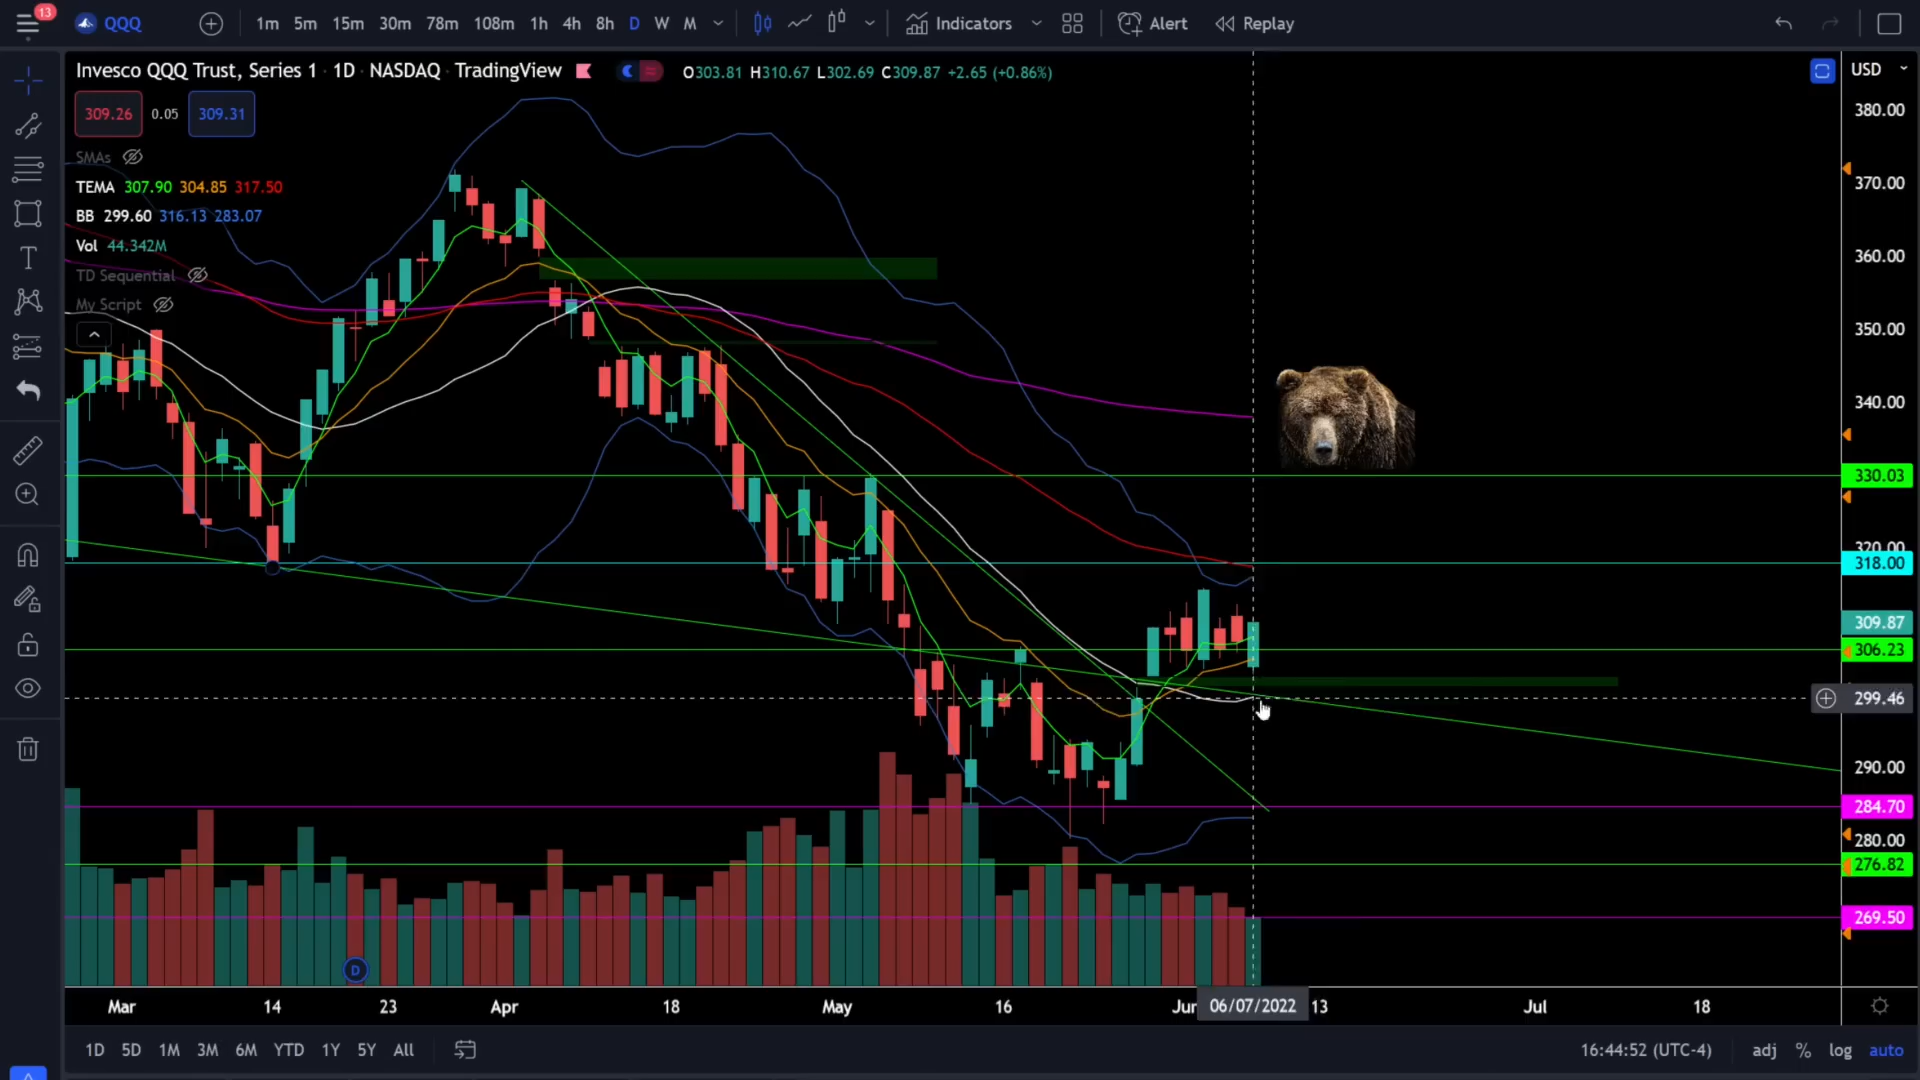 13
QQQ 1m 5m 15m 30m 78m 108m 1h 4h 8h D W M Indicators Alert Replay
Invesco QQQ Trust, Series 1 · 1D · NASDAQ · TradingView O303.81 H310.67 L302.69 C309.87 +2.65 (+0.86%)
USD
309.26 0.05 309.31
SMAs
TEMA 307.90 304.85 317.50
BB 299.60 316.13 283.07
Vol 44.342M
TD Sequential
My Script
380.00
370.00
360.00
350.00
340.00
330.03
320.00
318.00
309.87
306.23
299.46
290.00
284.70
280.00
276.82
269.50
D
Mar 14 23 Apr 18 May 16 Jun 06/07/2022 13 Jul 18
1D 5D 1M 3M 6M YTD 1Y 5Y All 16:44:52 (UTC-4) adj % log auto